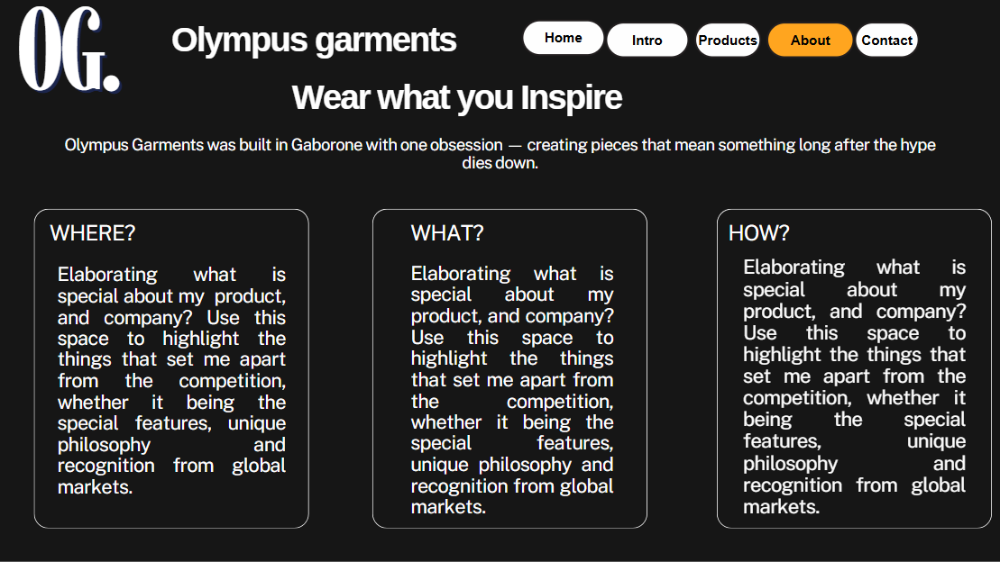 OG.
Olympus garments
Home
Intro
Products
About
Contact
Wear what you Inspire
Olympus Garments was built in Gaborone with one obsession — creating pieces that mean something long after the hype
dies down.
WHERE?
Elaborating what is
special about my product,
and company? Use this
space to highlight the
things that set me apart
from the competition,
whether it being the
special features, unique
philosophy and
recognition from global
markets.
WHAT?
Elaborating what is
special about my
product, and company?
Use this space to
highlight the things
that set me apart from
the competition,
whether it being the
special features,
unique philosophy and
recognition from global
markets.
HOW?
Elaborating what is
special about my
product, and company?
Use this space to
highlight the things that
set me apart from the
competition, whether it
being the special
features, unique
philosophy and
recognition from global
markets.